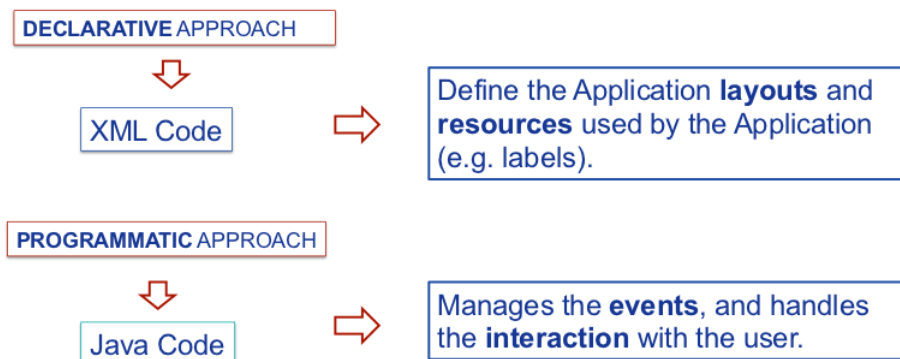 DECLARATIVE APPROACH
XML Code
Define the Application layouts and
resources used by the Application
(e.g. labels).
PROGRAMMATIC APPROACH
Java Code
Manages the events, and handles
the interaction with the user.